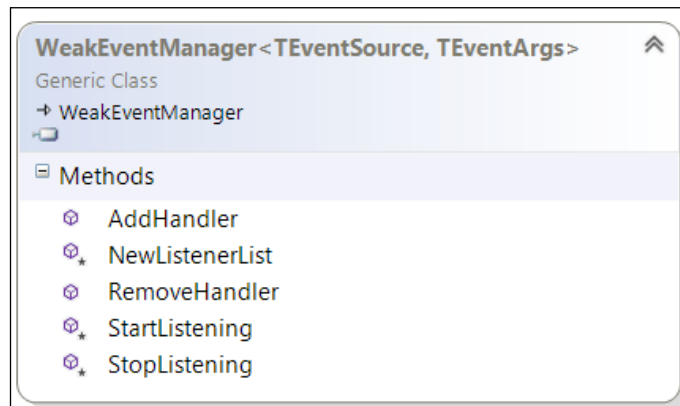 WeakEventManager<TEventSource, TEventArgs>
Generic Class
WeakEventManager
Methods
AddHandler
NewListenerList
RemoveHandler
StartListening
StopListening